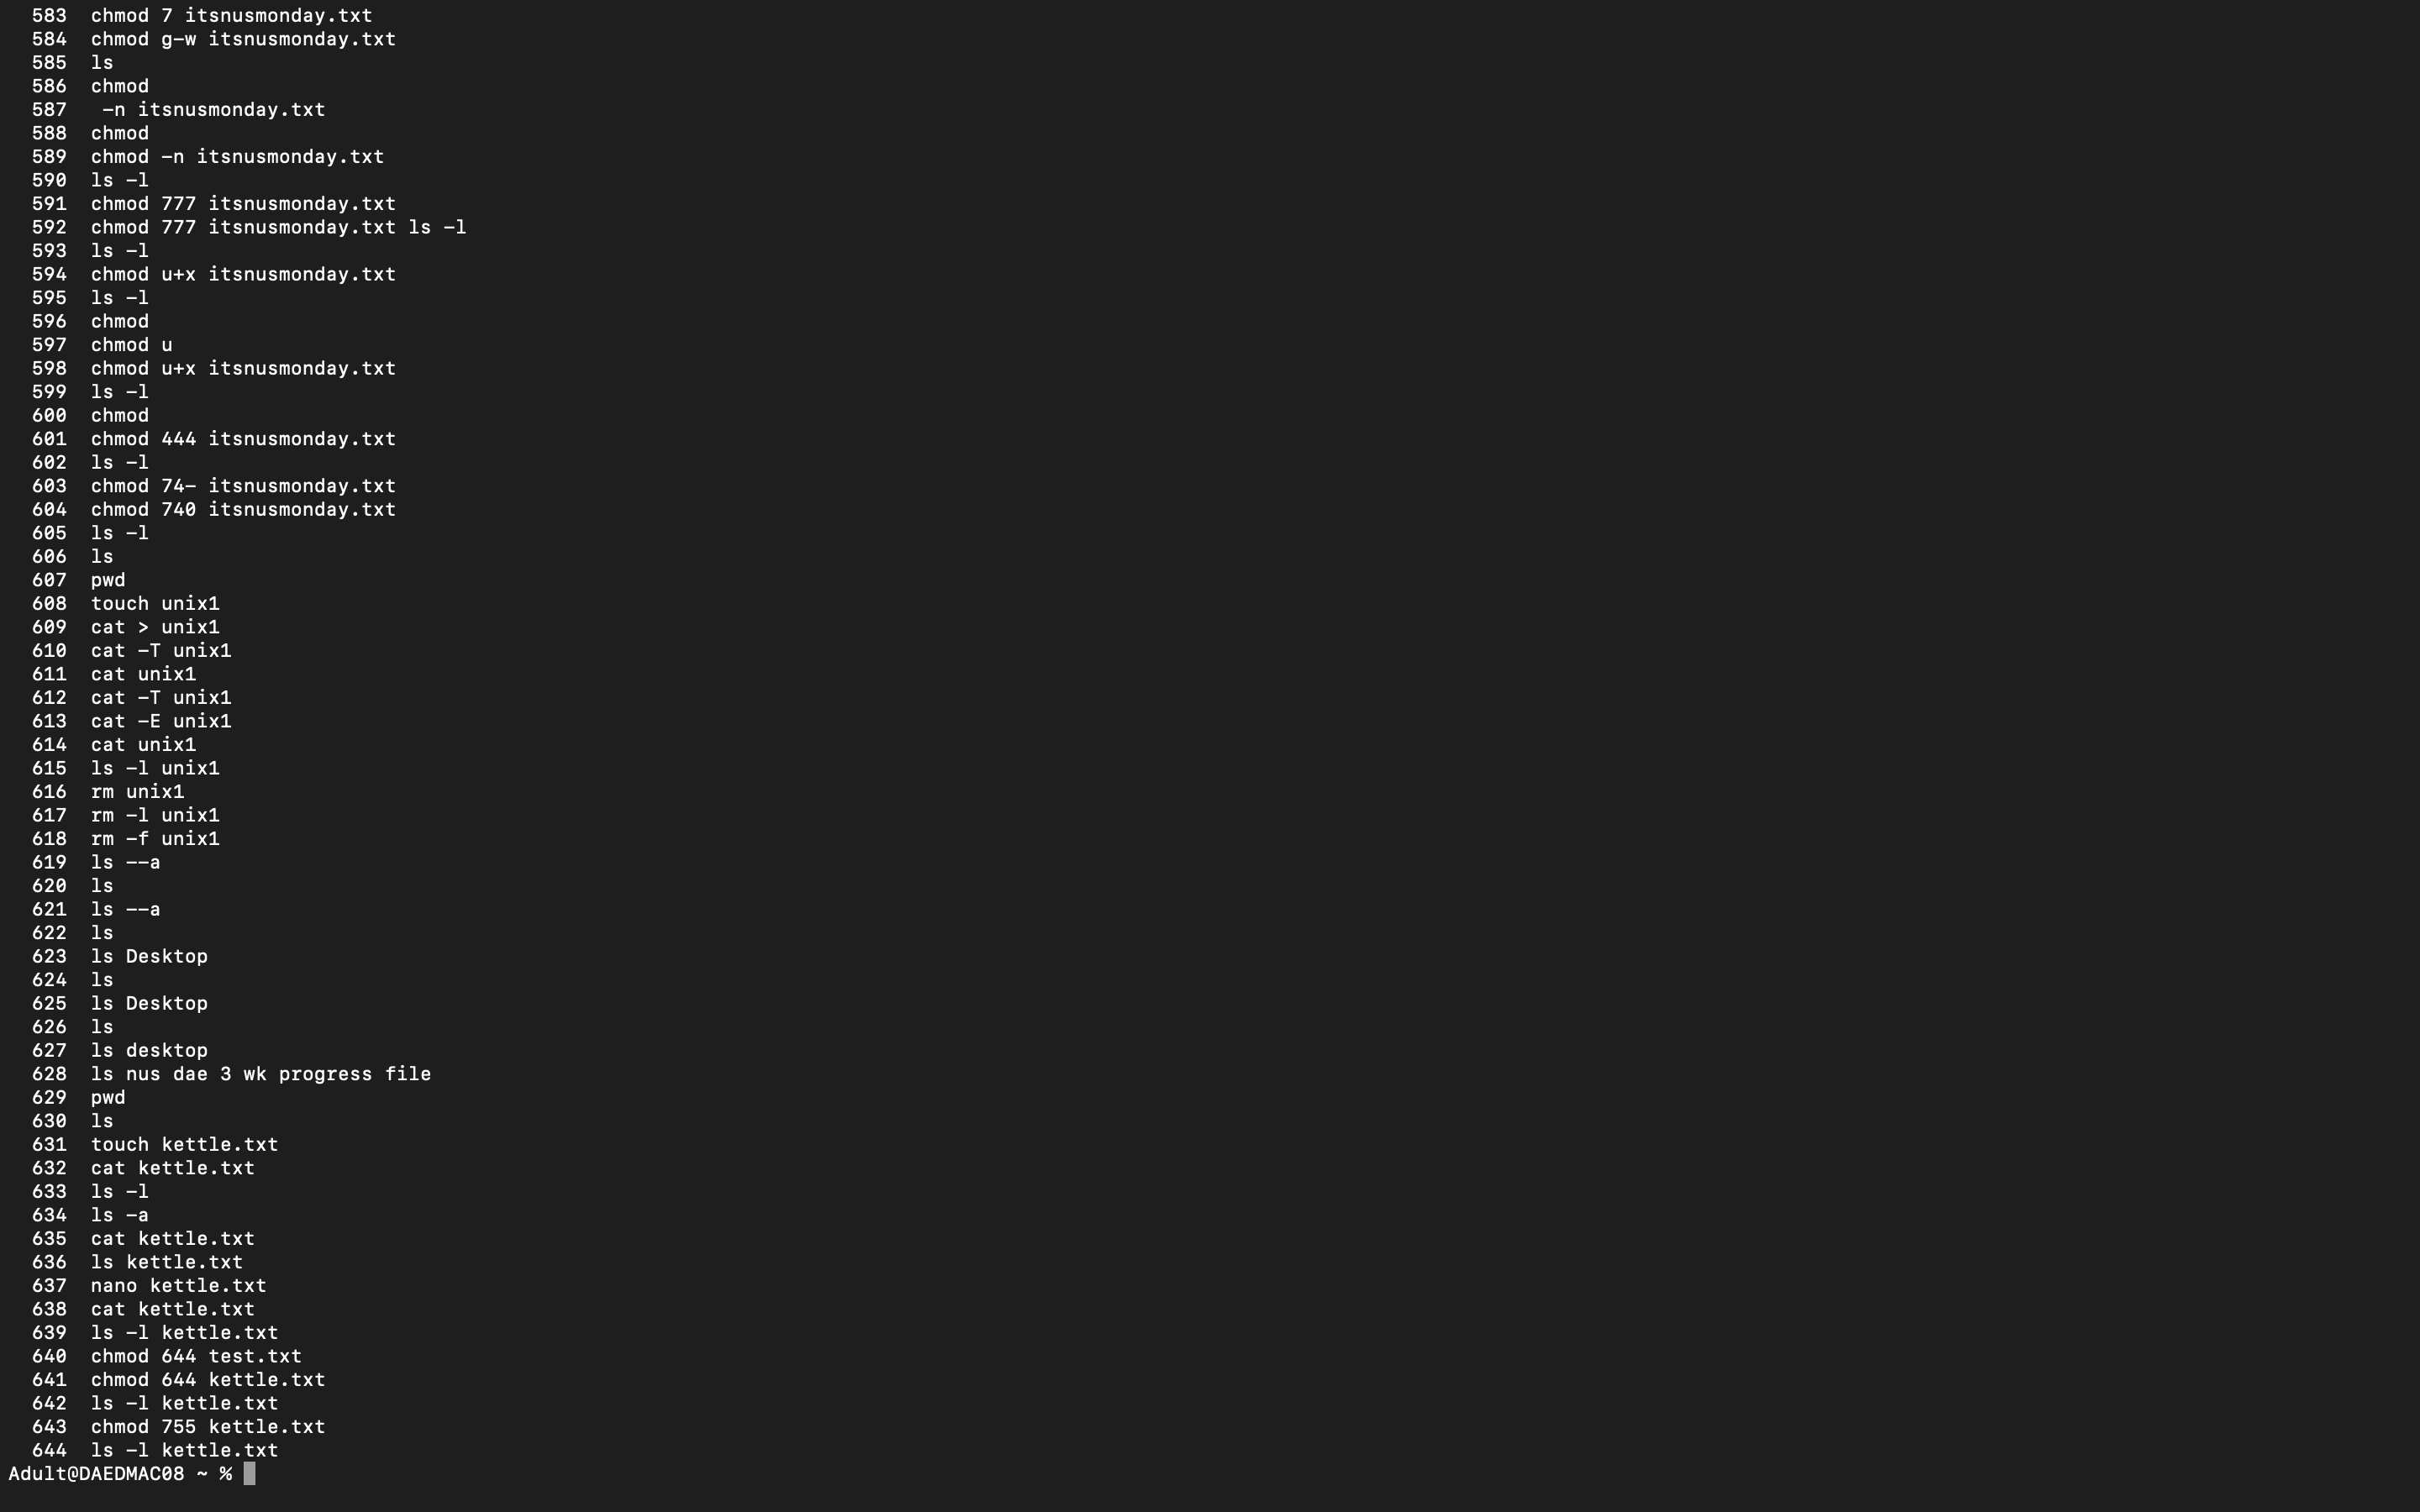 583  chmod 7 itsnusmonday.txt
584  chmod g-w itsnusmonday.txt
585  ls
586  chmod
587   -n itsnusmonday.txt
588  chmod
589  chmod -n itsnusmonday.txt
590  ls -l
591  chmod 777 itsnusmonday.txt
592  chmod 777 itsnusmonday.txt ls -l
593  ls -l
594  chmod u+x itsnusmonday.txt
595  ls -l
596  chmod
597  chmod u
598  chmod u+x itsnusmonday.txt
599  ls -l
600  chmod
601  chmod 444 itsnusmonday.txt
602  ls -l
603  chmod 74- itsnusmonday.txt
604  chmod 740 itsnusmonday.txt
605  ls -l
606  ls
607  pwd
608  touch unix1
609  cat > unix1
610  cat -T unix1
611  cat unix1
612  cat -T unix1
613  cat -E unix1
614  cat unix1
615  ls -l unix1
616  rm unix1
617  rm -l unix1
618  rm -f unix1
619  ls --a
620  ls
621  ls --a
622  ls
623  ls Desktop
624  ls
625  ls Desktop
626  ls
627  ls desktop
628  ls nus dae 3 wk progress file
629  pwd
630  ls
631  touch kettle.txt
632  cat kettle.txt
633  ls -l
634  ls -a
635  cat kettle.txt
636  ls kettle.txt
637  nano kettle.txt
638  cat kettle.txt
639  ls -l kettle.txt
640  chmod 644 test.txt
641  chmod 644 kettle.txt
642  ls -l kettle.txt
643  chmod 755 kettle.txt
644  ls -l kettle.txt
Adult@DAEDMAC08 ~ %